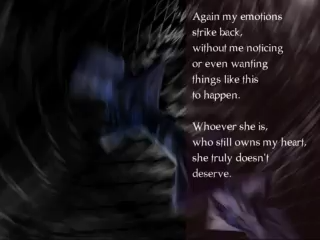 Again my emotions
strike back,
without me noticing
or even wanting
things like this
to happen.
Whoever she is,
who still owns my heart,
she truly doesn't
deserve.